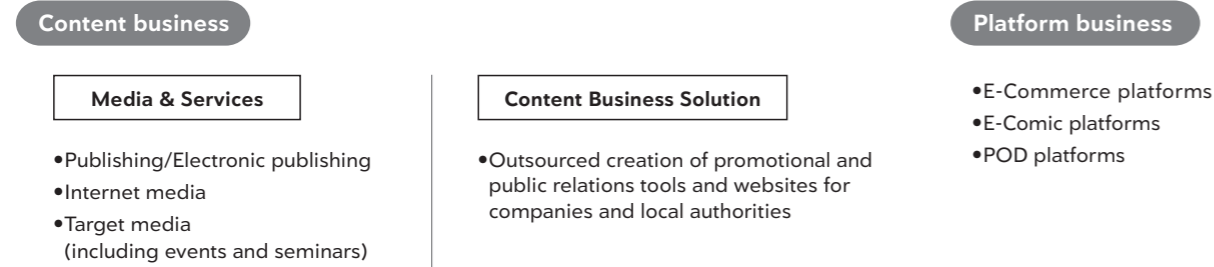 Content business
Media & Services
•Publishing/Electronic publishing
•Internet media
•Target media
(including events and seminars)
Content Business Solution
•Outsourced creation of promotional and
public relations tools and websites for
companies and local authorities
Platform business
•E-Commerce platforms
•E-Comic platforms
•POD platforms